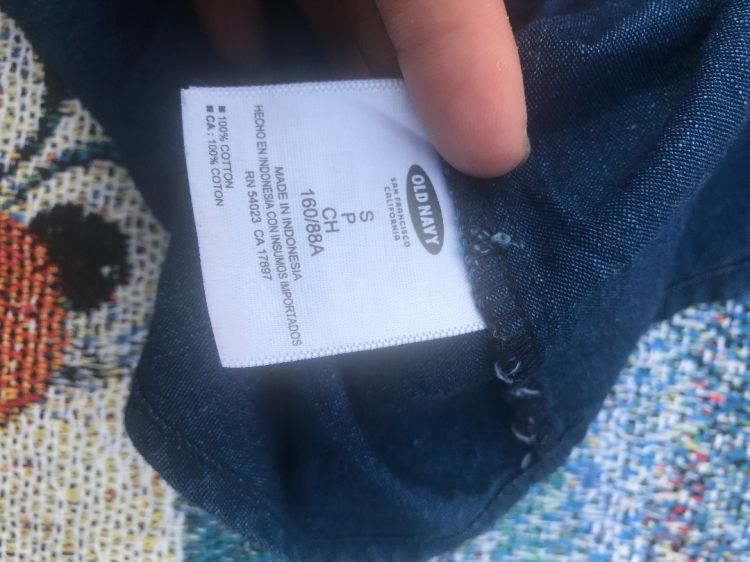 OLD NAVY
SAN FRANCISCO
CALIFORNIA
S
P
CH
160/88A
MADE IN INDONESIA
HECHO EN INDONESIA CON INSUMOS IMPORTADOS
RN 54023 CA 17897
■ 100% COTTON
■ CA : 100% COTON